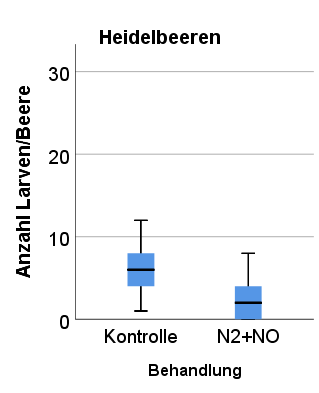 Heidelbeeren
Anzahl Larven/Beere
30
20
10
0
Kontrolle
N2+NO
Behandlung